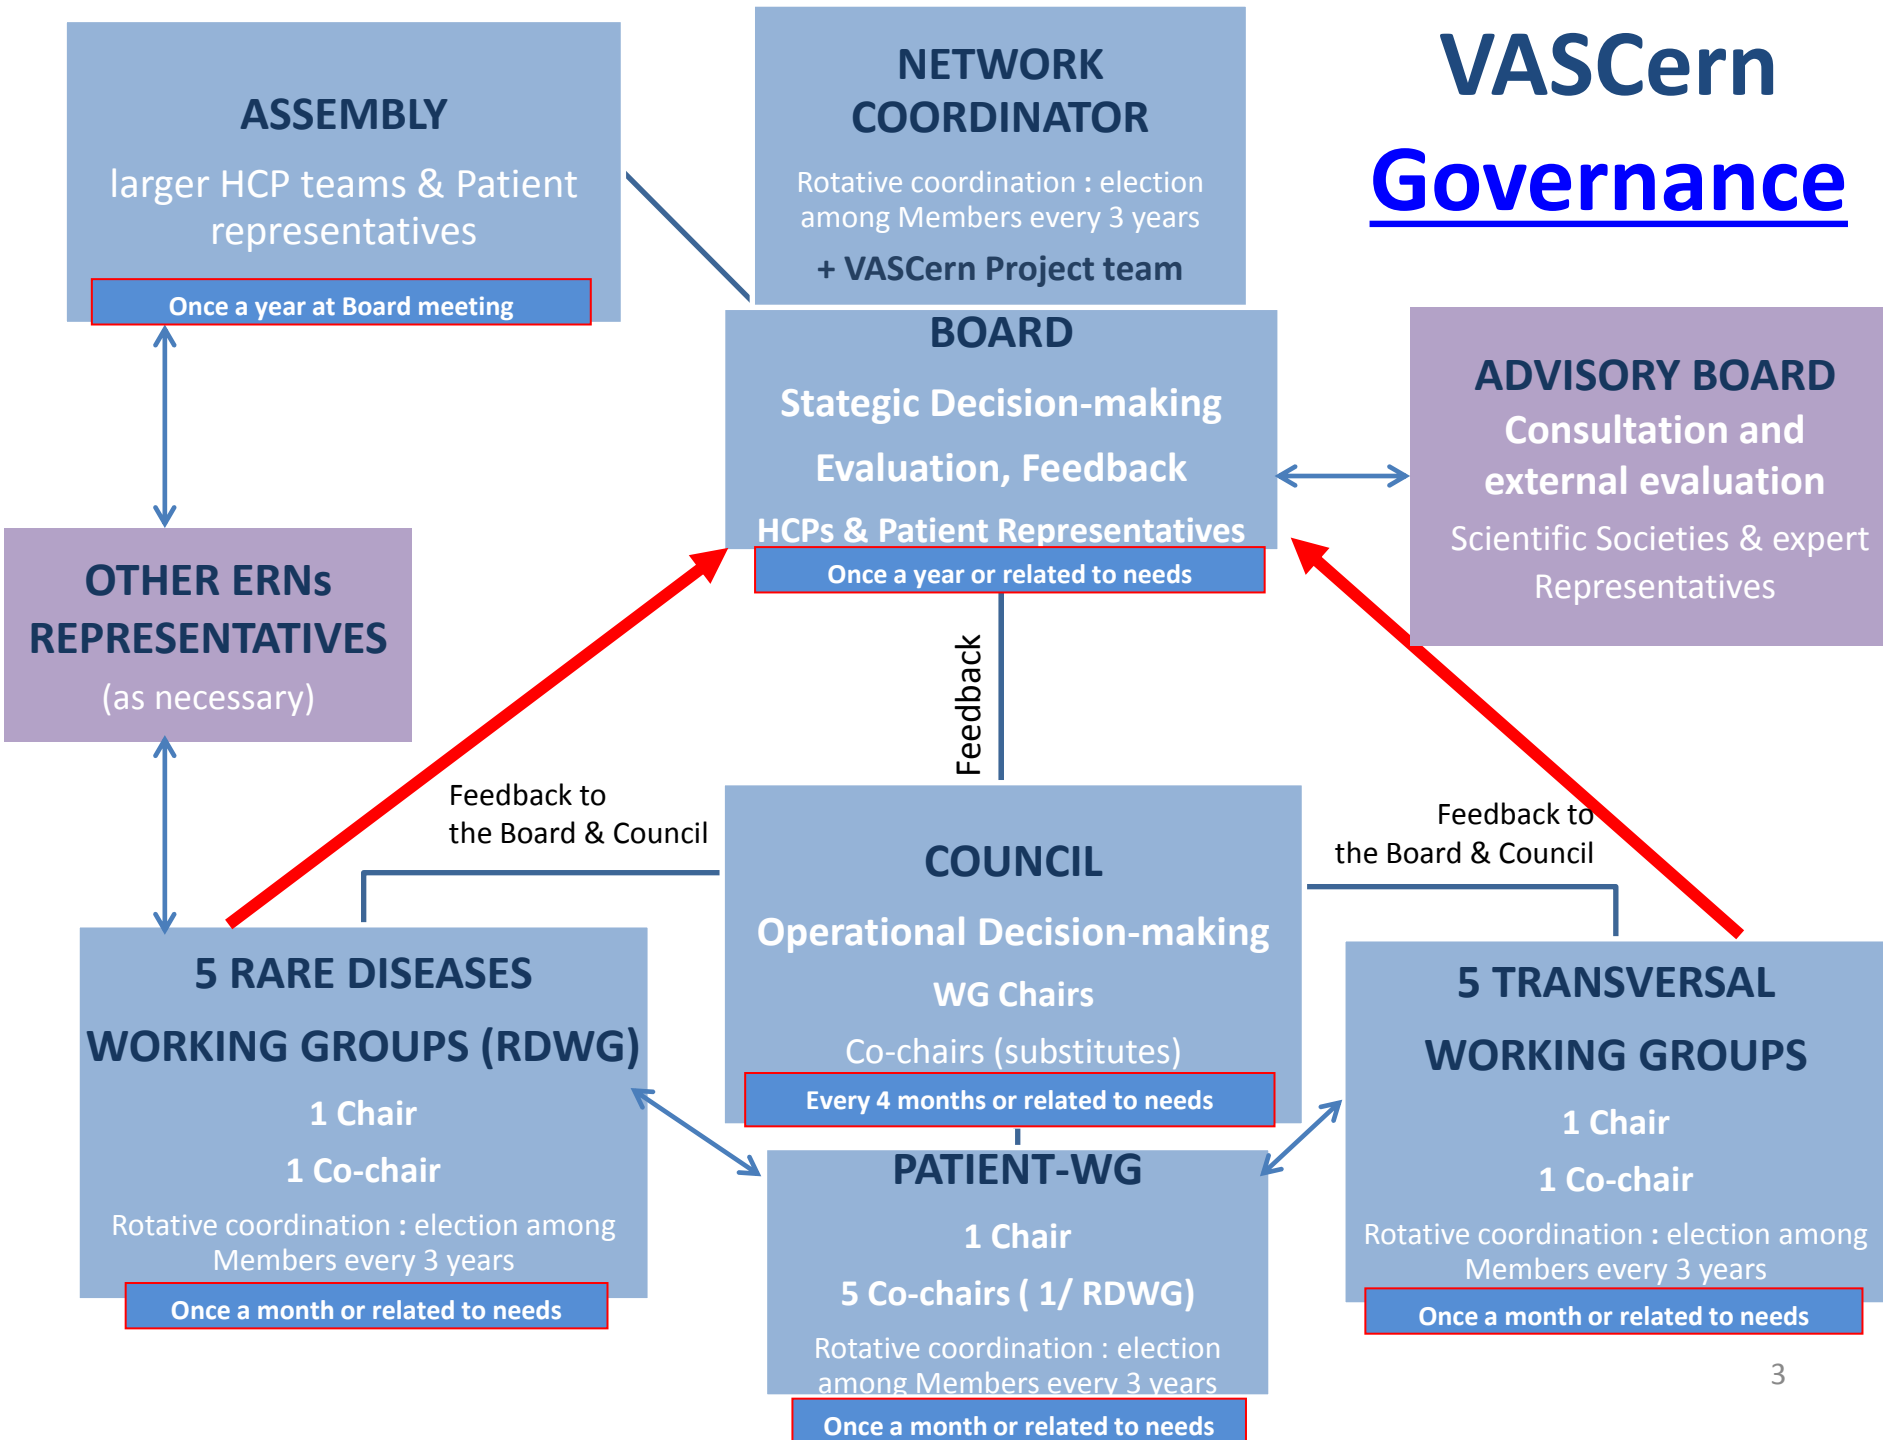 VASCern
Governance
ASSEMBLY
larger HCP teams & Patient
representatives
Once a year at Board meeting
NETWORK
COORDINATOR
Rotative coordination : election
among Members every 3 years
+ VASCern Project team
BOARD
Stategic Decision-making
Evaluation, Feedback
HCPs & Patient Representatives
Once a year or related to needs
ADVISORY BOARD
Consultation and
external evaluation
Scientific Societies & expert
Representatives
OTHER ERNs
REPRESENTATIVES
(as necessary)
Feedback
Feedback to
the Board & Council
Feedback to
the Board & Council
COUNCIL
Operational Decision-making
WG Chairs
Co-chairs (substitutes)
Every 4 months or related to needs
5 RARE DISEASES
WORKING GROUPS (RDWG)
1 Chair
1 Co-chair
Rotative coordination : election among
Members every 3 years
Once a month or related to needs
PATIENT-WG
1 Chair
5 Co-chairs ( 1/ RDWG)
Rotative coordination : election
among Members every 3 years
Once a month or related to needs
5 TRANSVERSAL
WORKING GROUPS
1 Chair
1 Co-chair
Rotative coordination : election among
Members every 3 years
Once a month or related to needs
3